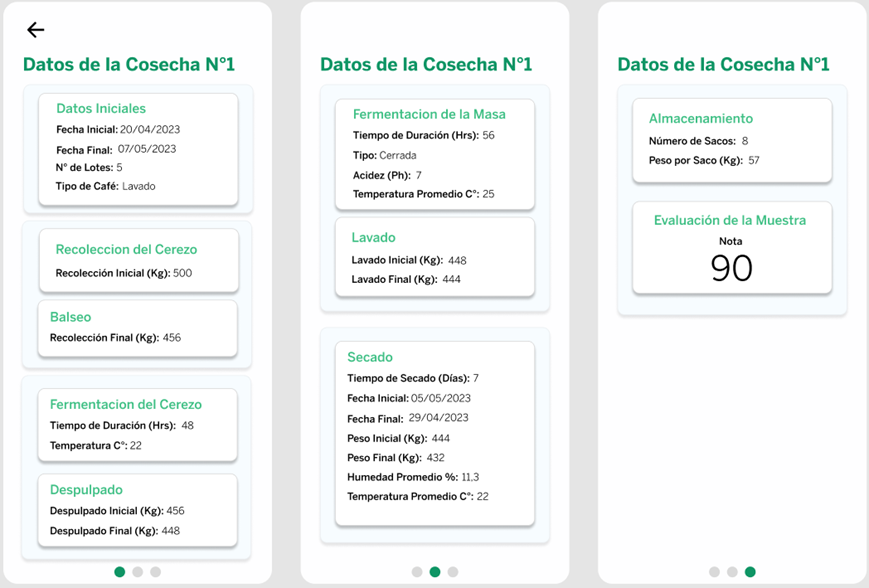 Datos de la Cosecha N°1
Datos Iniciales
Fecha Inicial: 20/04/2023
Fecha Final: 07/05/2023
N° de Lotes: 5
Tipo de Café: Lavado
Recoleccion del Cerezo
Recolección Inicial (Kg): 500
Balseo
Recolección Final (Kg): 456
Fermentacion del Cerezo
Tiempo de Duración (Hrs): 48
Temperatura C°: 22
Despulpado
Despulpado Inicial (Kg): 456
Despulpado Final (Kg): 448
Datos de la Cosecha N°1
Fermentacion de la Masa
Tiempo de Duración (Hrs): 56
Tipo: Cerrada
Acidez (Ph): 7
Temperatura Promedio C°: 25
Lavado
Lavado Inicial (Kg): 448
Lavado Final (Kg): 444
Secado
Tiempo de Secado (Días): 7
Fecha Inicial: 05/05/2023
Fecha Final: 29/04/2023
Peso Inicial (Kg): 444
Peso Final (Kg): 432
Humedad Promedio %: 11,3
Temperatura Promedio C°: 22
Datos de la Cosecha N°1
Almacenamiento
Número de Sacos: 8
Peso por Saco (Kg): 57
Evaluación de la Muestra
Nota
90